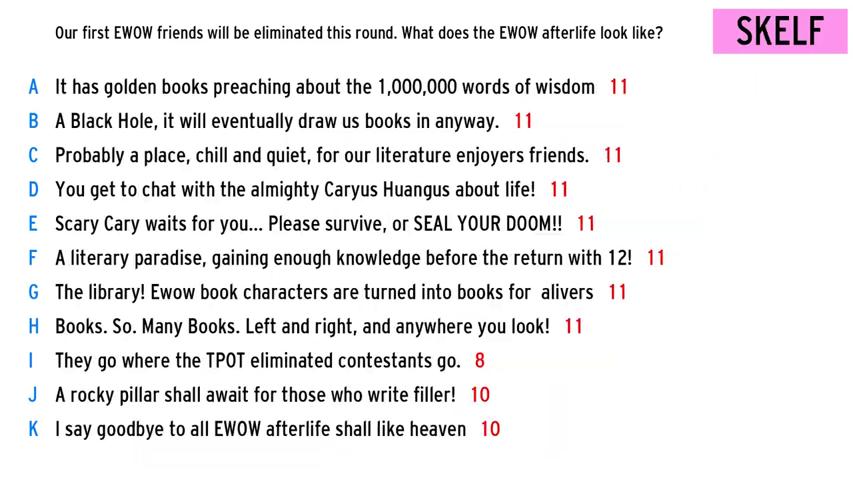 Our first EWOW friends will be eliminated this round. What does the EWOW afterlife look like?
SKELF
A It has golden books preaching about the 1,000,000 words of wisdom 11
B A Black Hole, it will eventually draw us books in anyway. 11
C Probably a place, chill and quiet, for our literature enjoyers friends. 11
D You get to chat with the almighty Caryus Huangus about life! 11
E Scary Cary waits for you... Please survive, or SEAL YOUR DOOM!! 11
F A literary paradise, gaining enough knowledge before the return with 12! 11
G The library! Ewow book characters are turned into books for alivers 11
H Books. So. Many Books. Left and right, and anywhere you look! 11
I They go where the TPOT eliminated contestants go. 8
J A rocky pillar shall await for those who write filler! 10
K I say goodbye to all EWOW afterlife shall like heaven 10